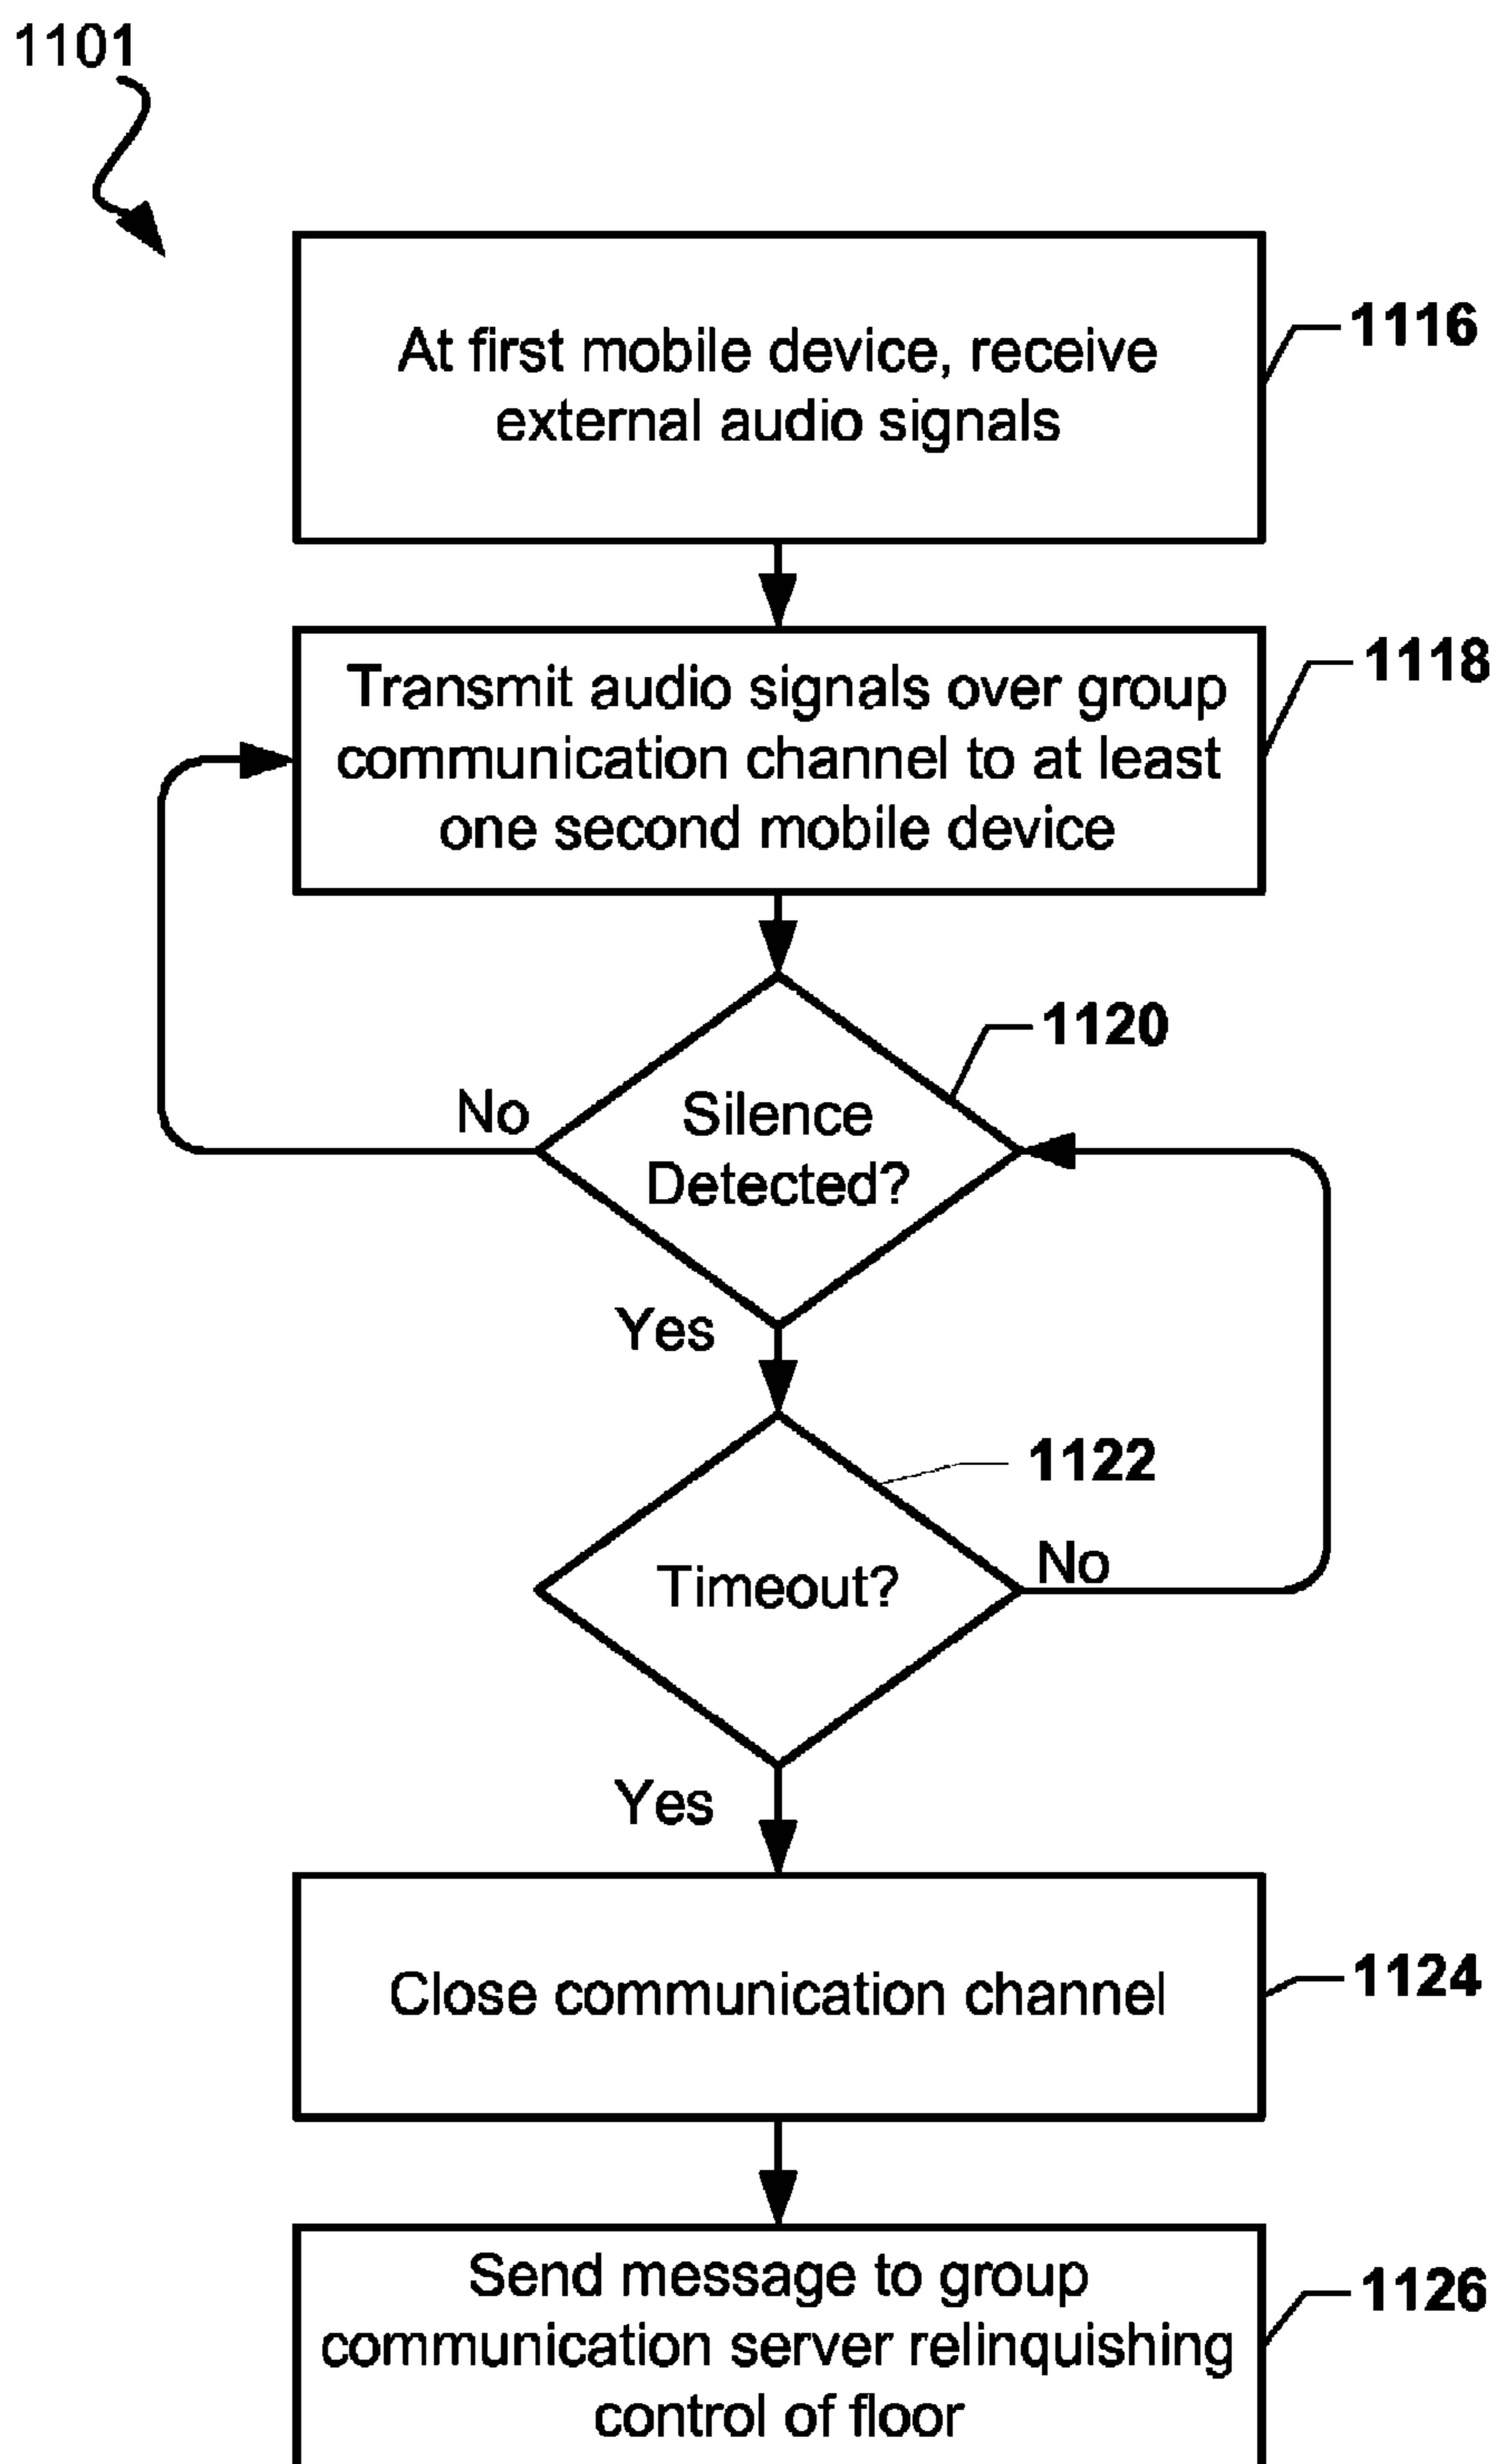 1101
At first mobile device, receive
external audio signals
1116
Transmit audio signals over group
communication channel to at least
one second mobile device
1118
1120
No
Silence
Detected?
Yes
1122
Timeout?
No
Yes
Close communication channel
1124
Send message to group
communication server relinquishing
control of floor
1126